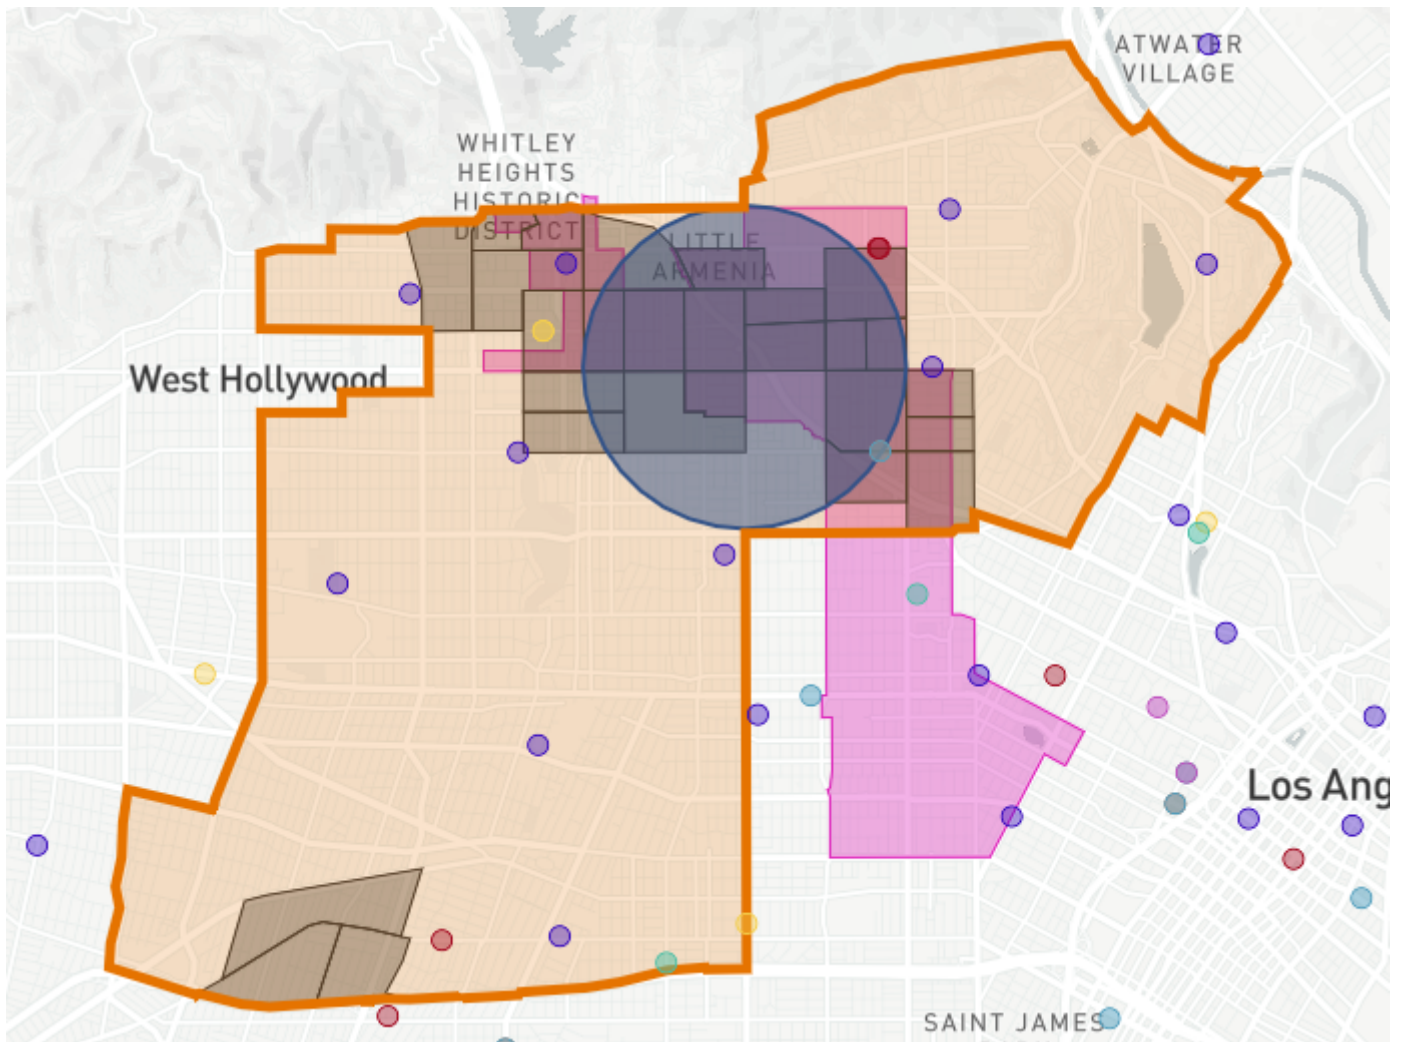 ATWATER
VILLAGE
WHITLEY
HEIGHTS
HISTORIC
DISTRICT
LITTLE
ARMENIA
West Hollywood
Los Ang
SAINT JAMES